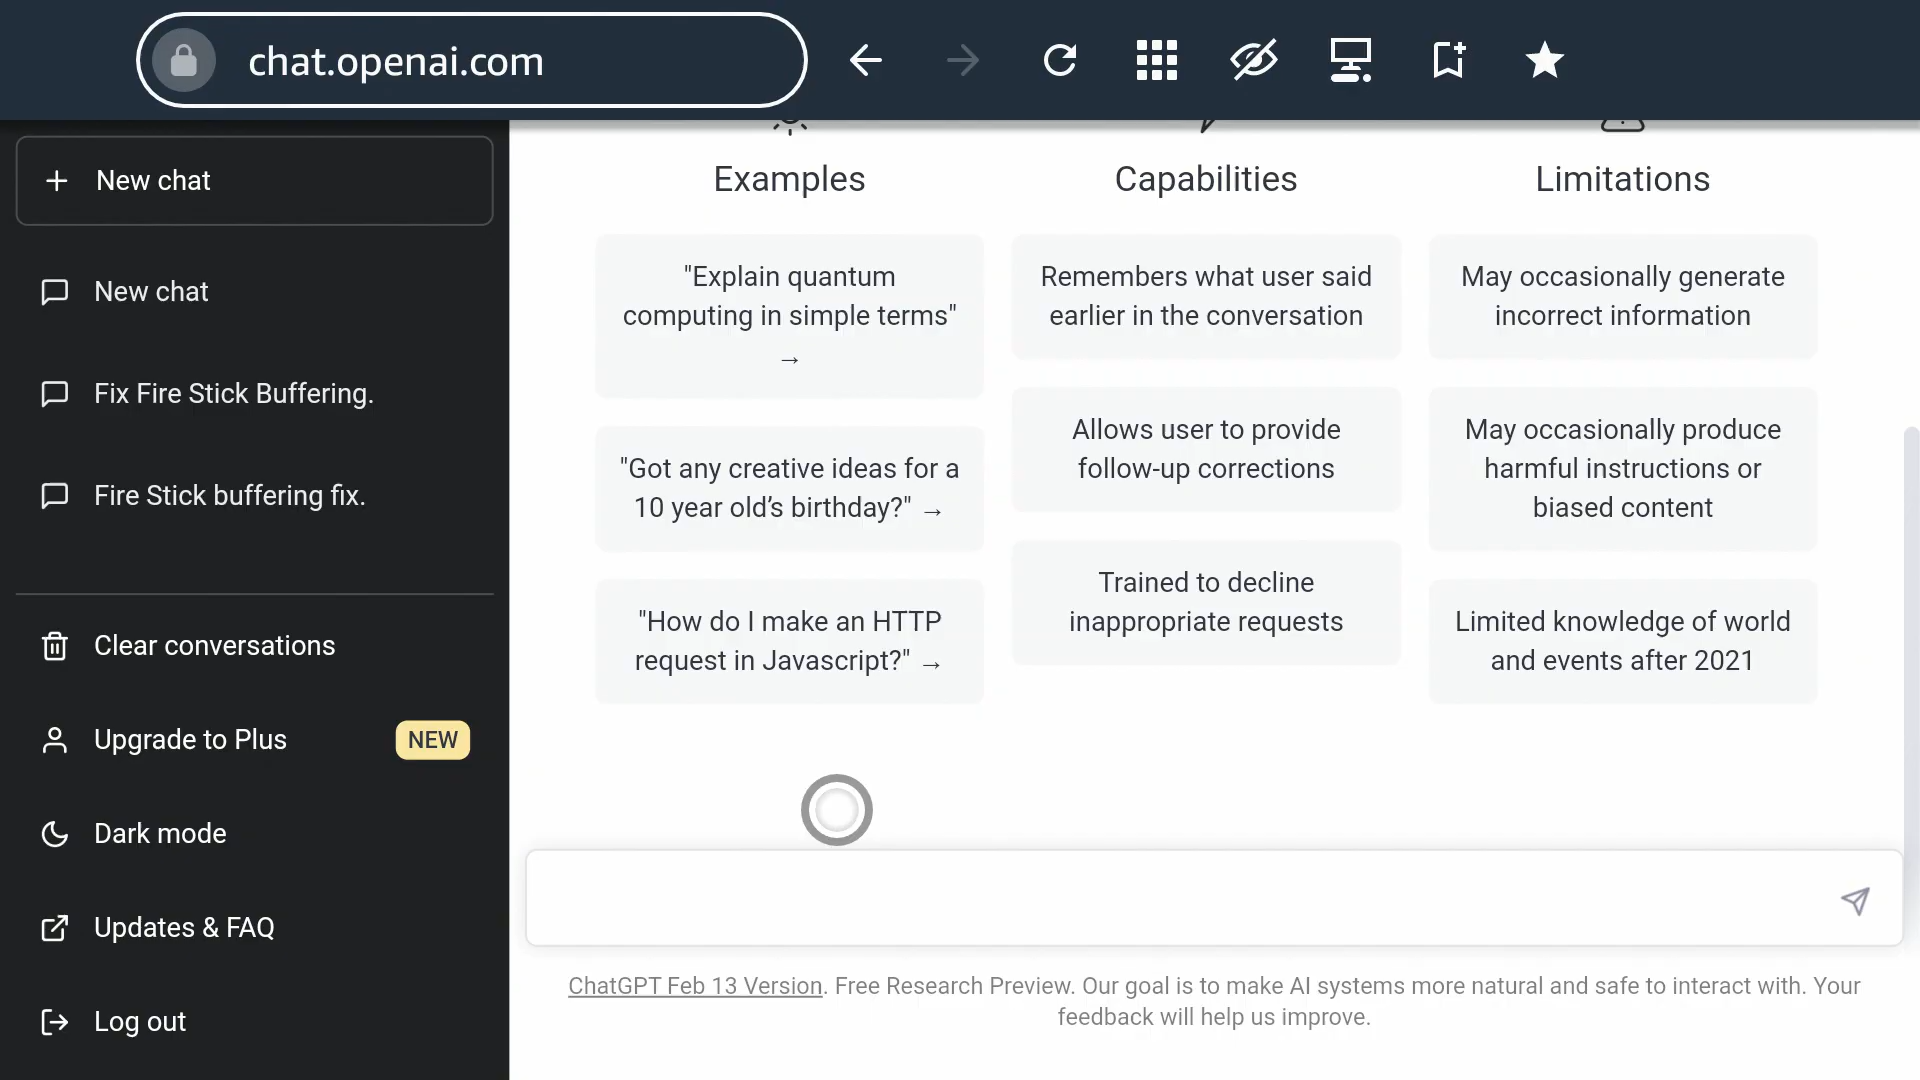 chat.openai.com
New chat
New chat
Fix Fire Stick Buffering.
Fire Stick buffering fix.
Clear conversations
Upgrade to Plus
NEW
Dark mode
Updates & FAQ
Log out
Examples
"Explain quantum
computing in simple terms"
→
"Got any creative ideas for a
10 year old’s birthday?" →
"How do I make an HTTP
request in Javascript?" →
Capabilities
Remembers what user said
earlier in the conversation
Allows user to provide
follow-up corrections
Trained to decline
inappropriate requests
Limitations
May occasionally generate
incorrect information
May occasionally produce
harmful instructions or
biased content
Limited knowledge of world
and events after 2021
ChatGPT Feb 13 Version. Free Research Preview. Our goal is to make AI systems more natural and safe to interact with. Your
feedback will help us improve.